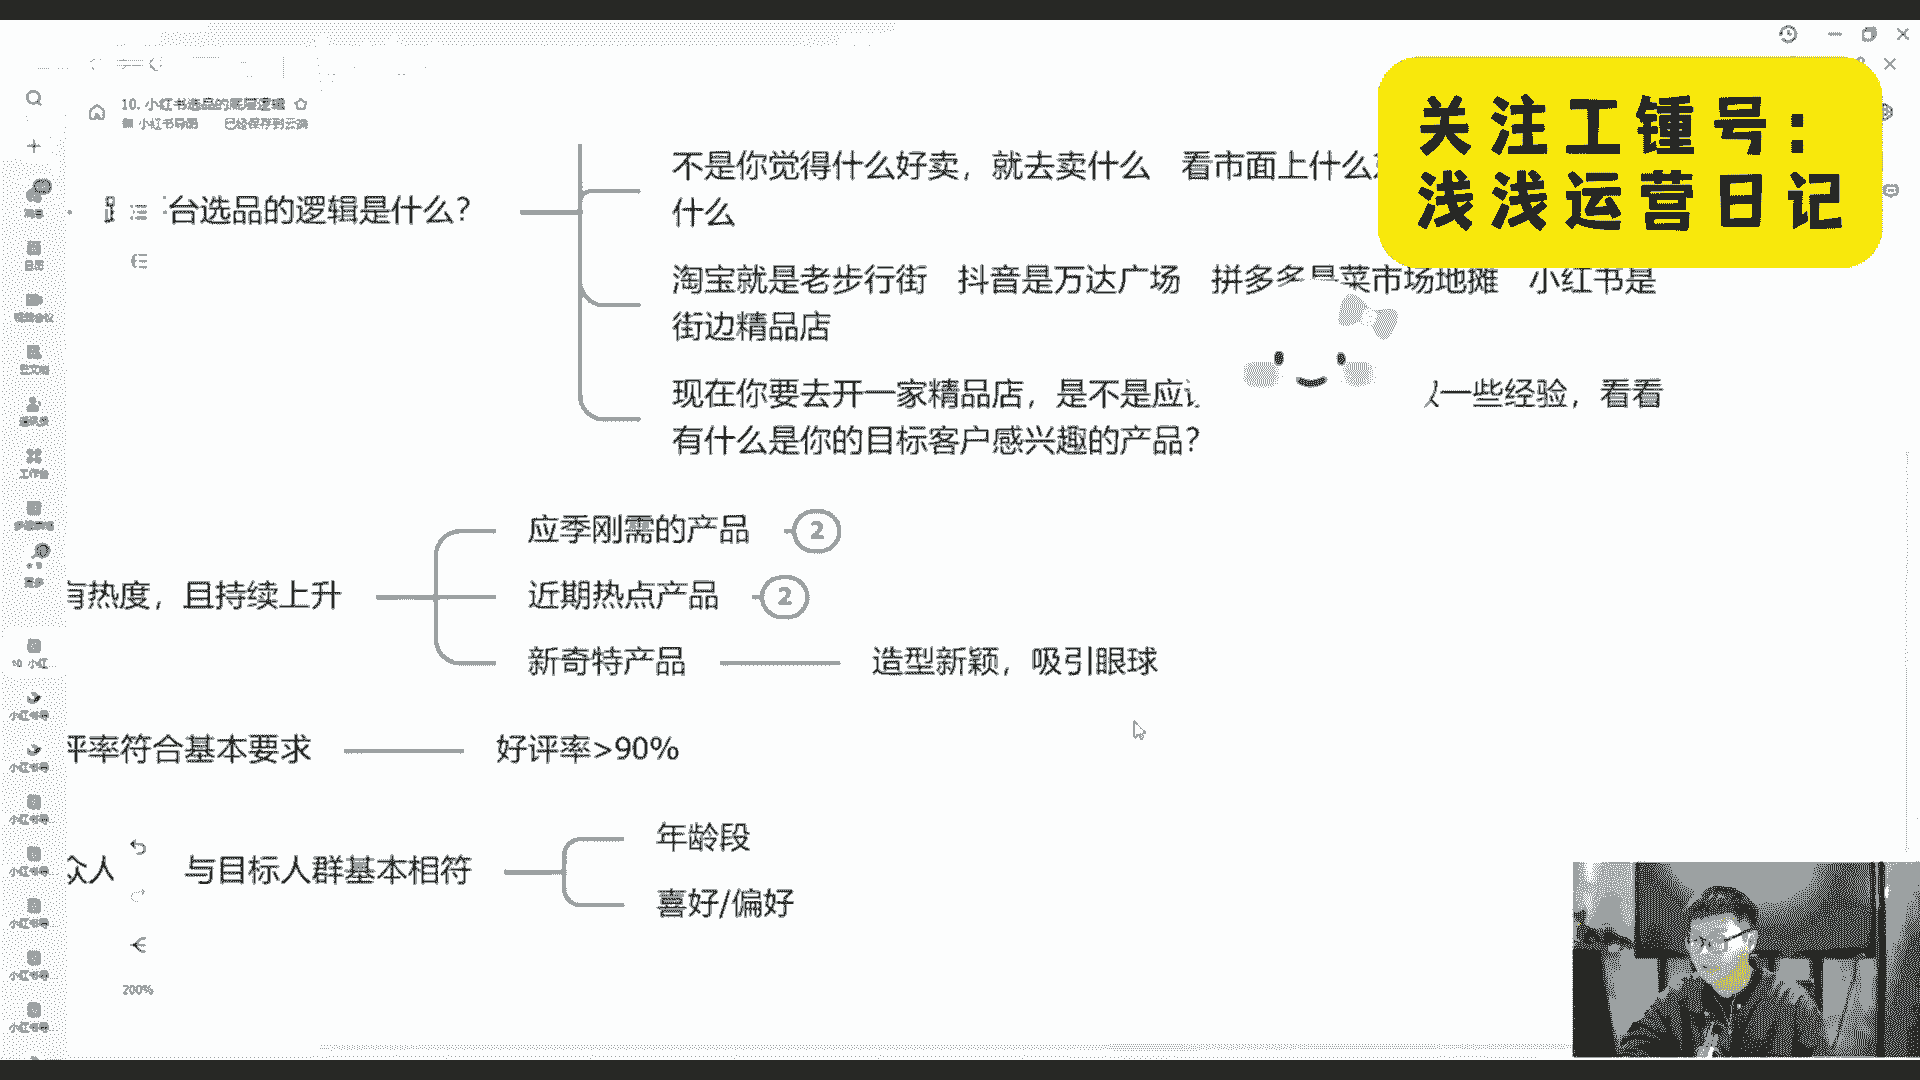 10. 小红书选品的底层逻辑
小红书导图 已经保存到云端
关注工锺号：
浅浅运营日记
不是你觉得什么好卖，就去卖什么 看市面上什么
什么
台选品的逻辑是什么？
淘宝就是老步行街 抖音是万达广场 拼多多是菜市场地摊 小红书是
街边精品店
现在你要去开一家精品店，是不是应
一些经验，看看
有什么是你的目标客户感兴趣的产品？
应季刚需的产品 2
有热度，且持续上升
近期热点产品 2
新奇特产品
造型新颖，吸引眼球
评率符合基本要求
好评率>90%
年龄段
众人
与目标人群基本相符
喜好/偏好
200%